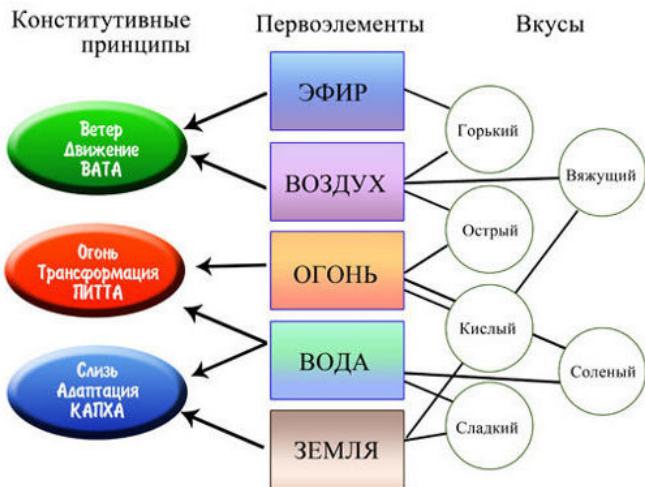 Конститутивные
принципы
Первоэлементы
Вкусы
Ветер
Движение
ВАТА
Огонь
Трансформация
ПИТТА
Слизь
Адаптация
КАПХА
ЭФИР
ВОЗДУХ
ОГОНЬ
ВОДА
ЗЕМЛЯ
Горький
Вяжущий
Острый
Кислый
Соленый
Сладкий